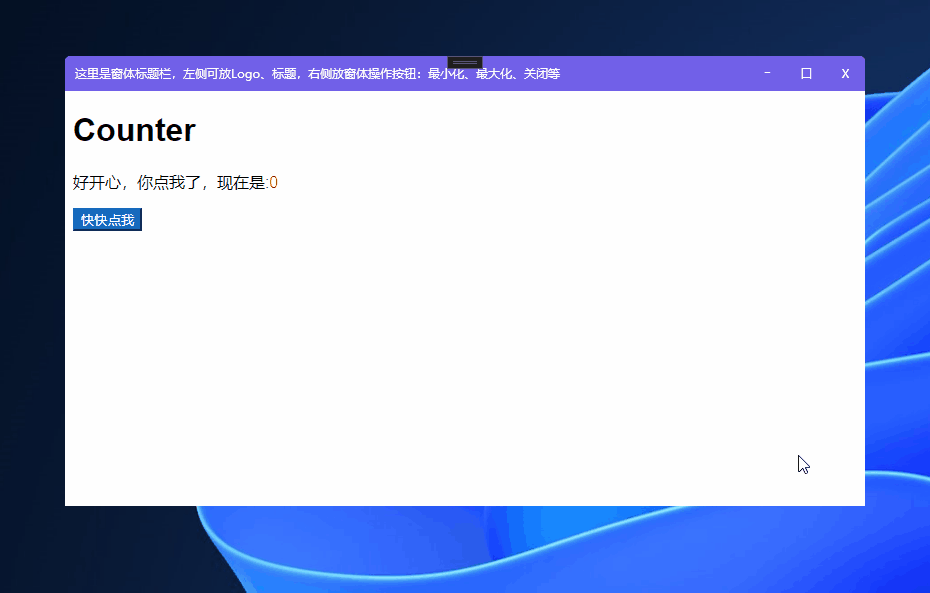 这里是窗体标题栏，左侧可放Logo、标题，右侧放窗体操作按钮：最小化、最大化、关闭等
Counter
好开心，你点我了，现在是:0
快快点我